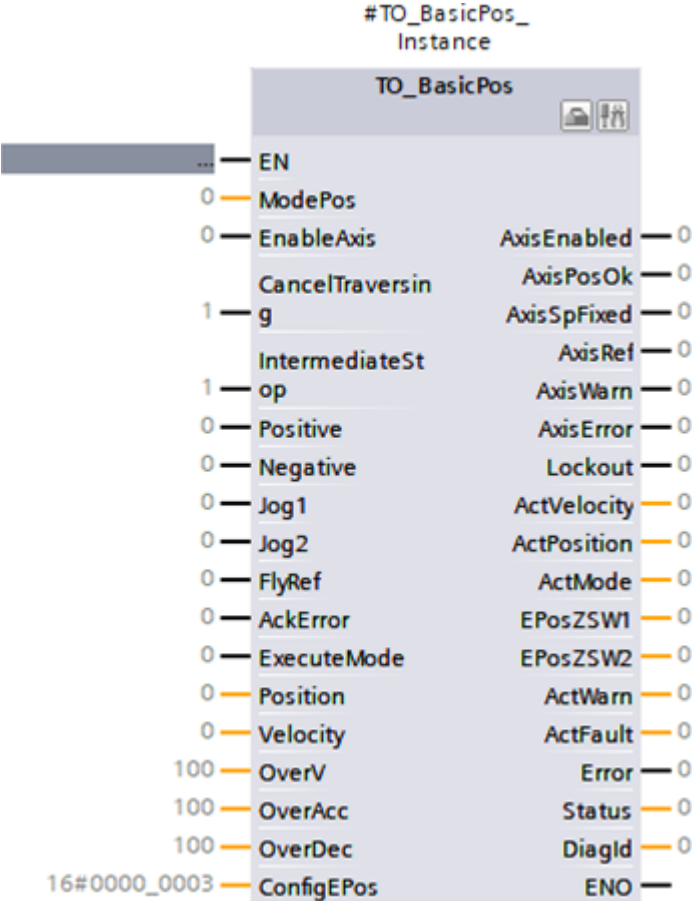 #TO_BasicPos_
Instance
TO_BasicPos
... EN
0 ModePos
0 EnableAxis AxisEnabled 0
CancelTraversin AxisPosOk 0
1 g AxisSpFixed 0
IntermediateSt AxisRef 0
1 op AxisWarn 0
0 Positive AxisError 0
0 Negative Lockout 0
0 Jog1 ActVelocity 0
0 Jog2 ActPosition 0
0 FlyRef ActMode 0
0 AckError EPosZSW1 0
0 ExecuteMode EPosZSW2 0
0 Position ActWarn 0
0 Velocity ActFault 0
100 OverV Error 0
100 OverAcc Status 0
100 OverDec DiagId 0
16#0000_0003 ConfigEPos ENO